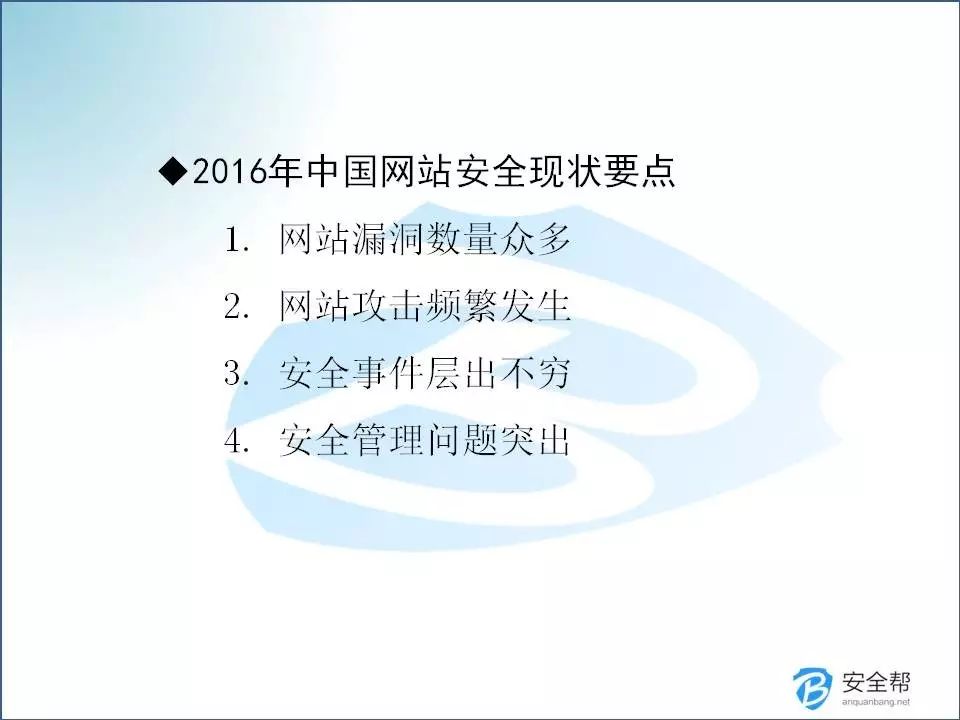 ◆2016年中国网站安全现状要点
1. 网站漏洞数量众多
2. 网站攻击频繁发生
3. 安全事件层出不穷
4. 安全管理问题突出
安全帮
anquanbang.net